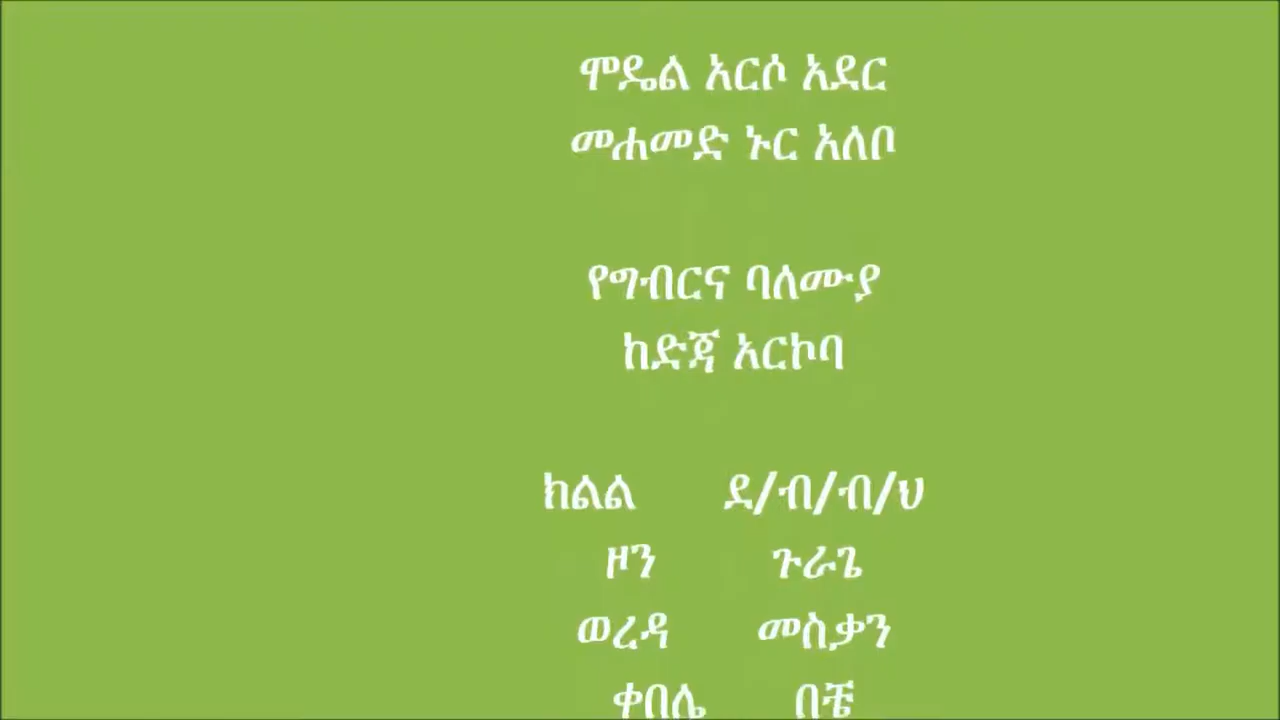 ሞዴል አርሶ አደር
መሐመድ ኑር አለቦ
የግብርና ባለሙያ
ከድጃ አርኮባ
ክልል ደ/ብ/ብ/ህ
ዞን ጉራጌ
ወረዳ መስቃን
ቀበሌ በቼ